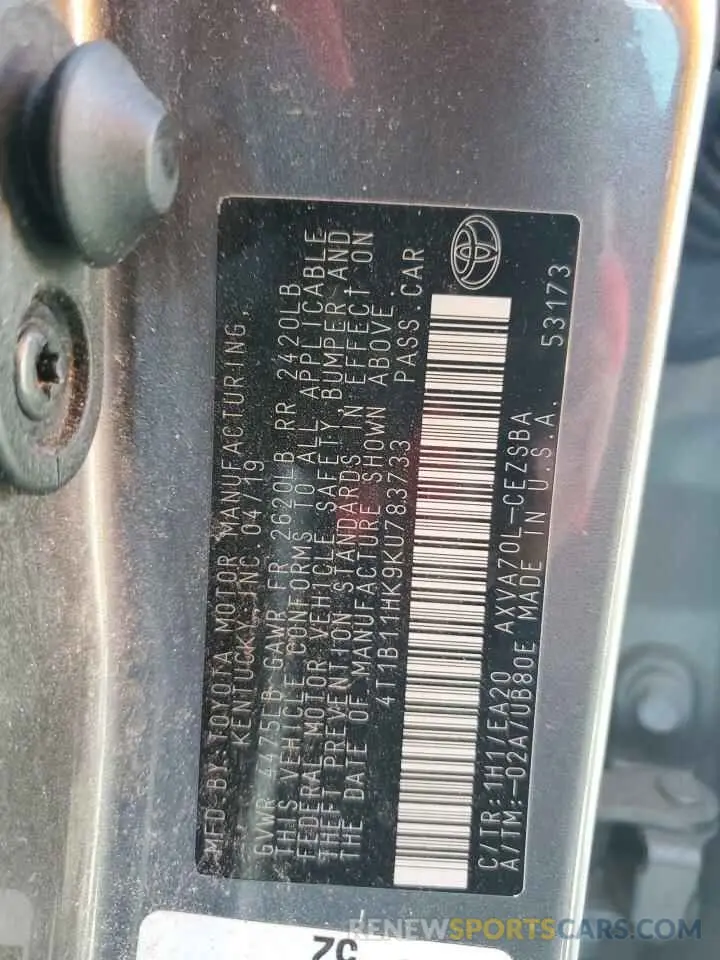 MFD BY:TOYOTA MOTOR MANUFACTURING,
KENTUCKY,INC.04/19
GVWR 4475LB GAWR FR 2620LB RR 2420LB
THIS VEHICLE CONFORMS TO ALL APPLICABLE
FEDERAL MOTOR VEHICLE SAFETY,BUMPER AND
THEFT PREVENTION STANDARDS IN EFFECT ON
THE DATE OF MANUFACTURE SHOWN ABOVE.
4T1B11HK9KU783733 PASS.CAR
C/TR:1H1/EA20 AXVA70L-CEZSBA
A/TM:-02A/UB80E MADE IN U.S.A. 53173
ZC
RENEWSPORTSCARS.COM